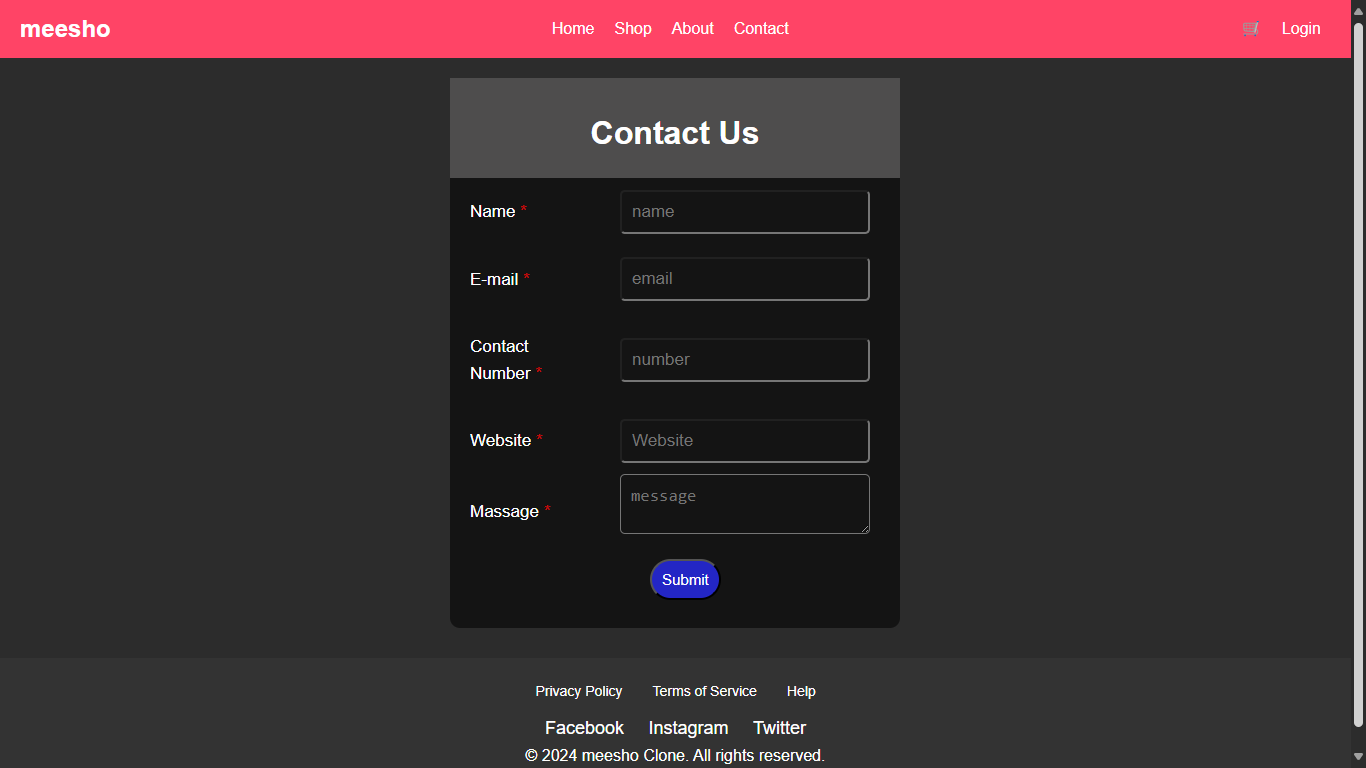 meesho Home Shop About Contact 🛒 Login
Contact Us
Name * name
E-mail * email
Contact
Number * number
Website * Website
Massage * message
Submit
Privacy Policy Terms of Service Help
Facebook Instagram Twitter
© 2024 meesho Clone. All rights reserved.